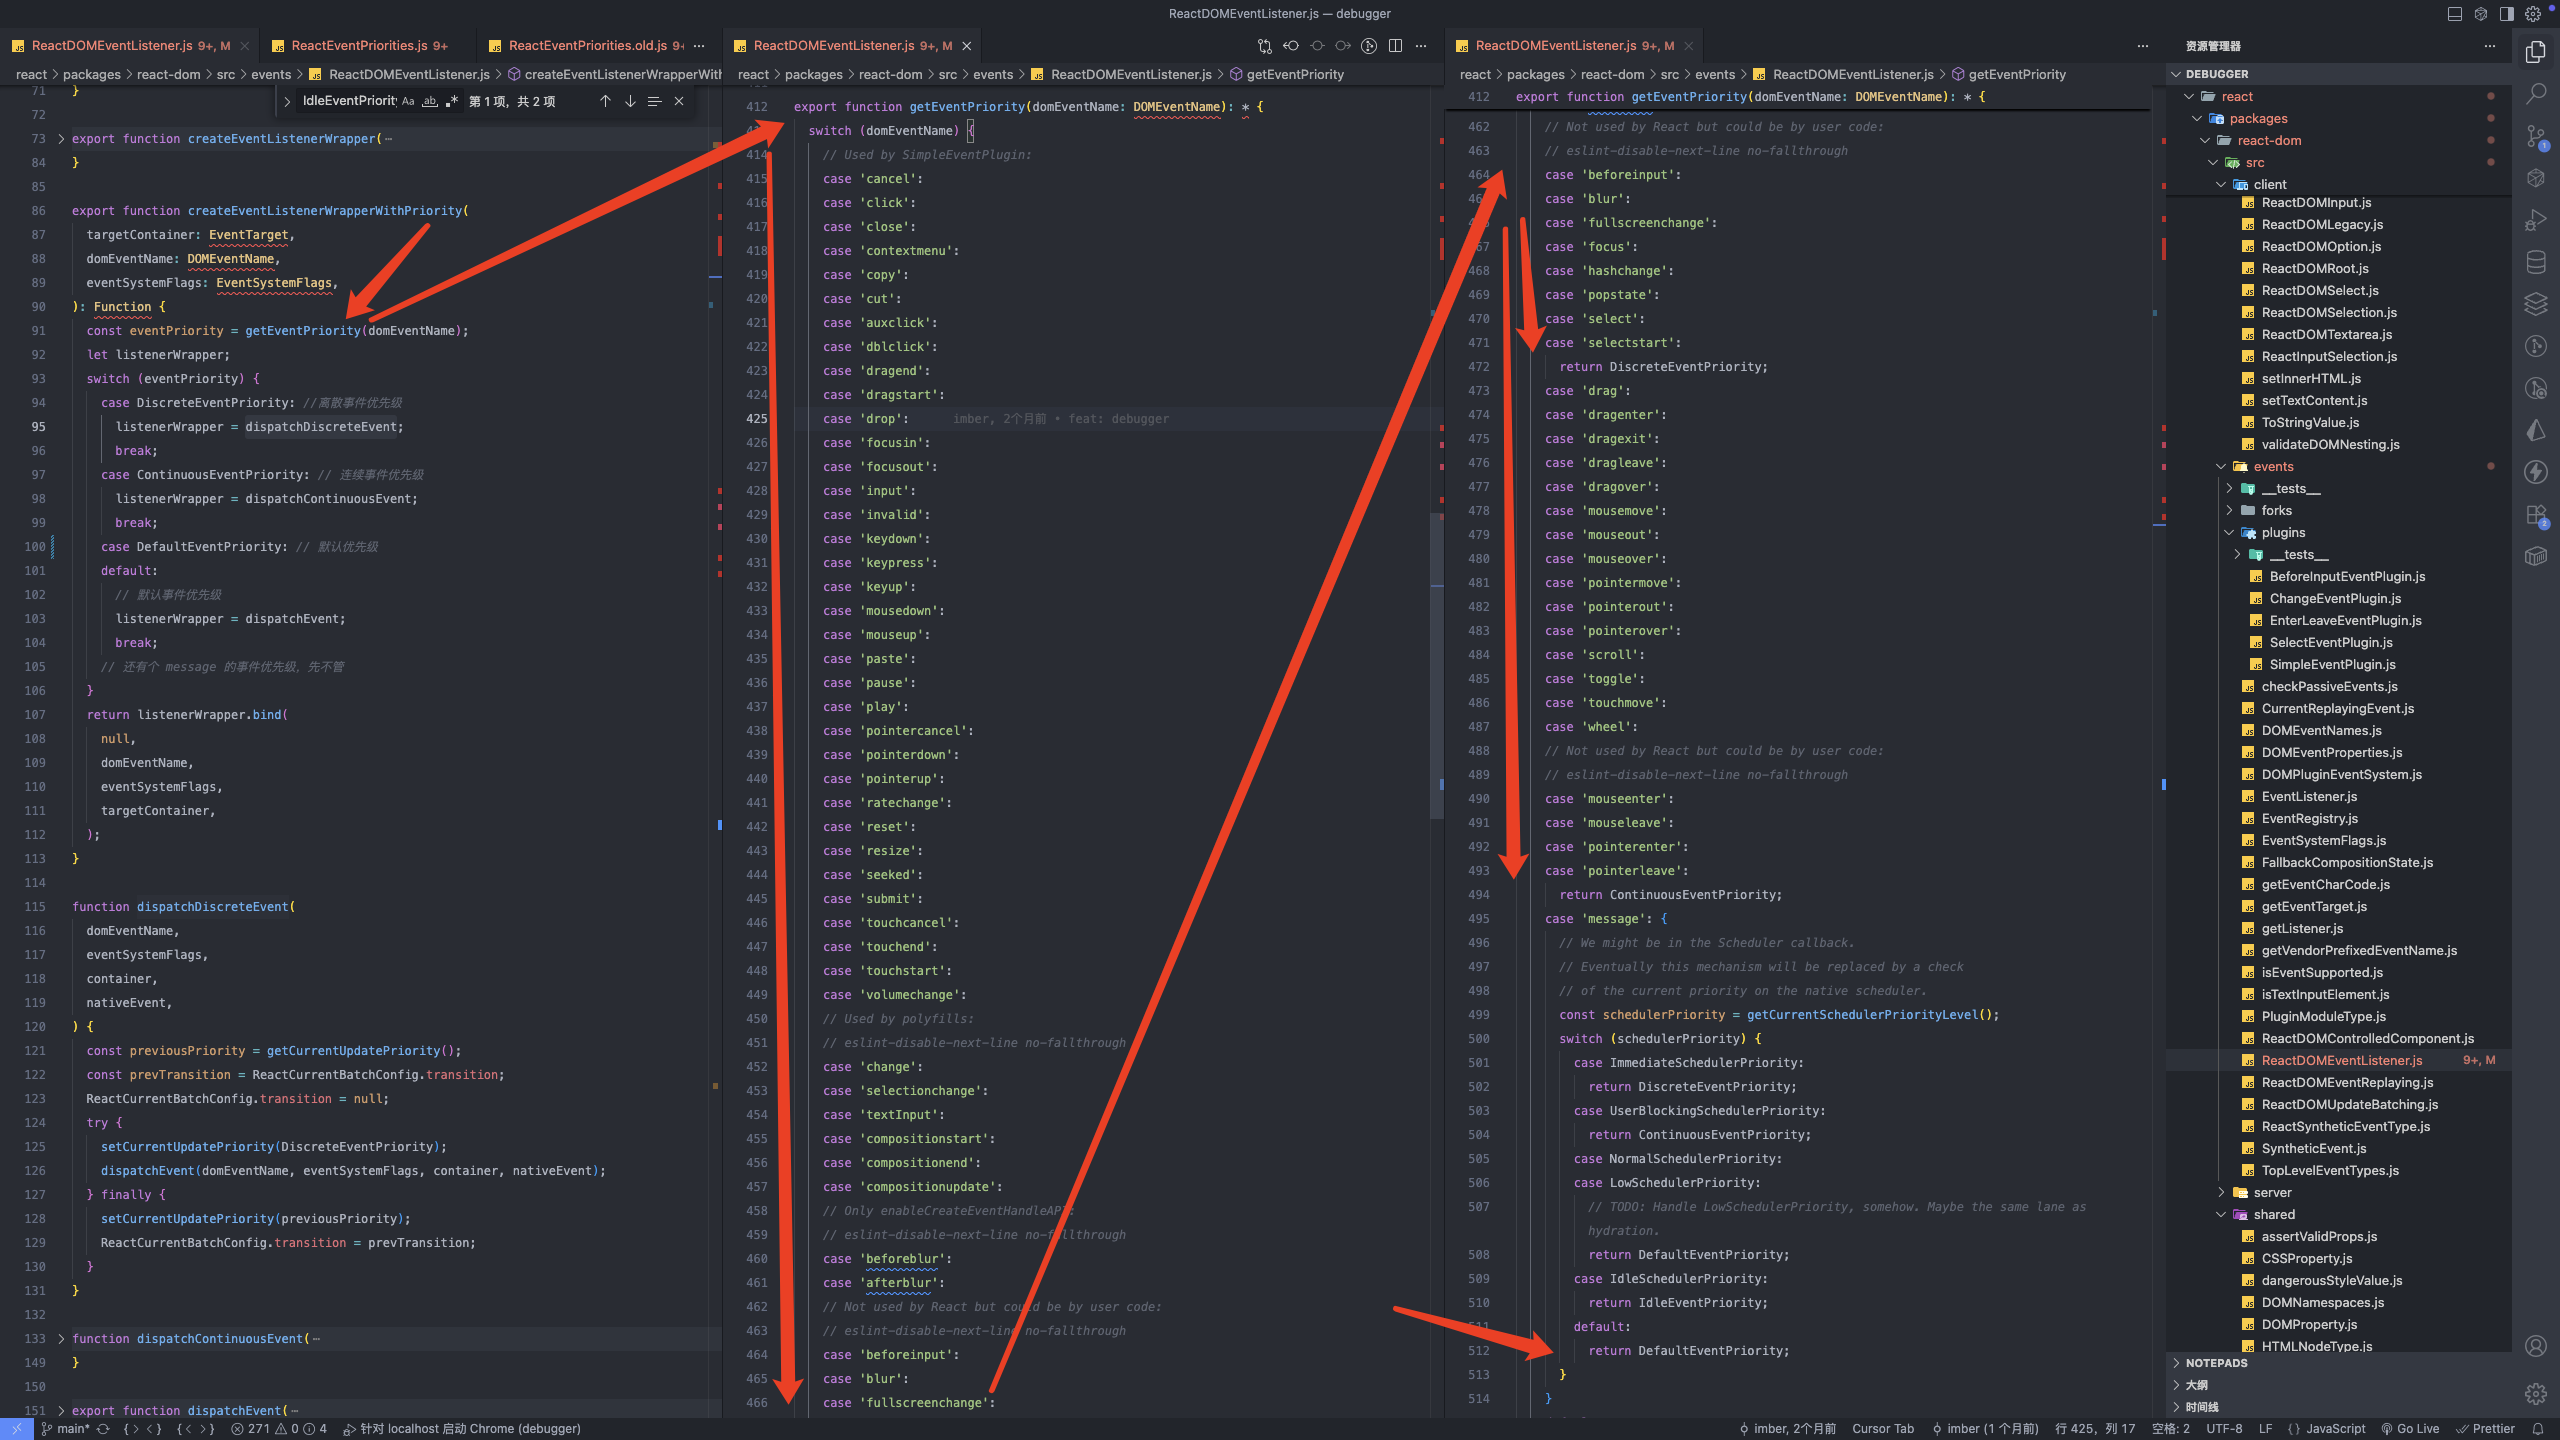 ReactDOMEventListener.js — debugger
ReactDOMEventListener.js 9+, M
ReactEventPriorities.js 9+
ReactEventPriorities.old.js 9+
react > packages > react-dom > src > events > ReactDOMEventListener.js > createEventListenerWrapperWith
IdleEventPriority Aa ab .* 第 1 项，共 2 项
71 }
72
73 export function createEventListenerWrapper(…
84 }
85
86 export function createEventListenerWrapperWithPriority(
87 targetContainer: EventTarget,
88 domEventName: DOMEventName,
89 eventSystemFlags: EventSystemFlags,
90 ): Function {
91 const eventPriority = getEventPriority(domEventName);
92 let listenerWrapper;
93 switch (eventPriority) {
94 case DiscreteEventPriority: //离散事件优先级
95 listenerWrapper = dispatchDiscreteEvent;
96 break;
97 case ContinuousEventPriority: // 连续事件优先级
98 listenerWrapper = dispatchContinuousEvent;
99 break;
100 case DefaultEventPriority: // 默认优先级
101 default:
102 // 默认事件优先级
103 listenerWrapper = dispatchEvent;
104 break;
105 // 还有个 message 的事件优先级，先不管
106 }
107 return listenerWrapper.bind(
108 null,
109 domEventName,
110 eventSystemFlags,
111 targetContainer,
112 );
113 }
114
115 function dispatchDiscreteEvent(
116 domEventName,
117 eventSystemFlags,
118 container,
119 nativeEvent,
120 ) {
121 const previousPriority = getCurrentUpdatePriority();
122 const prevTransition = ReactCurrentBatchConfig.transition;
123 ReactCurrentBatchConfig.transition = null;
124 try {
125 setCurrentUpdatePriority(DiscreteEventPriority);
126 dispatchEvent(domEventName, eventSystemFlags, container, nativeEvent);
127 } finally {
128 setCurrentUpdatePriority(previousPriority);
129 ReactCurrentBatchConfig.transition = prevTransition;
130 }
131 }
132
133 function dispatchContinuousEvent(…
149 }
150
151 export function dispatchEvent(…
ReactDOMEventListener.js 9+, M
react > packages > react-dom > src > events > ReactDOMEventListener.js > getEventPriority
412 export function getEventPriority(domEventName: DOMEventName): * {
switch (domEventName) {
414 // Used by SimpleEventPlugin:
415 case 'cancel':
416 case 'click':
417 case 'close':
418 case 'contextmenu':
419 case 'copy':
420 case 'cut':
421 case 'auxclick':
422 case 'dblclick':
423 case 'dragend':
424 case 'dragstart':
425 case 'drop': imber, 2个月前 • feat: debugger
426 case 'focusin':
427 case 'focusout':
428 case 'input':
429 case 'invalid':
430 case 'keydown':
431 case 'keypress':
432 case 'keyup':
433 case 'mousedown':
434 case 'mouseup':
435 case 'paste':
436 case 'pause':
437 case 'play':
438 case 'pointercancel':
439 case 'pointerdown':
440 case 'pointerup':
441 case 'ratechange':
442 case 'reset':
443 case 'resize':
444 case 'seeked':
445 case 'submit':
446 case 'touchcancel':
447 case 'touchend':
448 case 'touchstart':
449 case 'volumechange':
450 // Used by polyfills:
451 // eslint-disable-next-line no-fallthrough
452 case 'change':
453 case 'selectionchange':
454 case 'textInput':
455 case 'compositionstart':
456 case 'compositionend':
457 case 'compositionupdate':
458 // Only enableCreateEventHandleAPI:
459 // eslint-disable-next-line no-fallthrough
460 case 'beforeblur':
461 case 'afterblur':
462 // Not used by React but could be by user code:
463 // eslint-disable-next-line no-fallthrough
464 case 'beforeinput':
465 case 'blur':
466 case 'fullscreenchange':
ReactDOMEventListener.js 9+, M
react > packages > react-dom > src > events > ReactDOMEventListener.js > getEventPriority
412 export function getEventPriority(domEventName: DOMEventName): * {
462 // Not used by React but could be by user code:
463 // eslint-disable-next-line no-fallthrough
464 case 'beforeinput':
case 'blur':
case 'fullscreenchange':
case 'focus':
468 case 'hashchange':
469 case 'popstate':
470 case 'select':
471 case 'selectstart':
472 return DiscreteEventPriority;
473 case 'drag':
474 case 'dragenter':
475 case 'dragexit':
476 case 'dragleave':
477 case 'dragover':
478 case 'mousemove':
479 case 'mouseout':
480 case 'mouseover':
481 case 'pointermove':
482 case 'pointerout':
483 case 'pointerover':
484 case 'scroll':
485 case 'toggle':
486 case 'touchmove':
487 case 'wheel':
488 // Not used by React but could be by user code:
489 // eslint-disable-next-line no-fallthrough
490 case 'mouseenter':
491 case 'mouseleave':
492 case 'pointerenter':
493 case 'pointerleave':
494 return ContinuousEventPriority;
495 case 'message': {
496 // We might be in the Scheduler callback.
497 // Eventually this mechanism will be replaced by a check
498 // of the current priority on the native scheduler.
499 const schedulerPriority = getCurrentSchedulerPriorityLevel();
500 switch (schedulerPriority) {
501 case ImmediateSchedulerPriority:
502 return DiscreteEventPriority;
503 case UserBlockingSchedulerPriority:
504 return ContinuousEventPriority;
505 case NormalSchedulerPriority:
506 case LowSchedulerPriority:
507 // TODO: Handle LowSchedulerPriority, somehow. Maybe the same lane as
hydration.
508 return DefaultEventPriority;
509 case IdleSchedulerPriority:
510 return IdleEventPriority;
default:
512 return DefaultEventPriority;
513 }
514 }
资源管理器
DEBUGGER
react
packages
react-dom
src
client
ReactDOMInput.js
ReactDOMLegacy.js
ReactDOMOption.js
ReactDOMRoot.js
ReactDOMSelect.js
ReactDOMSelection.js
ReactDOMTextarea.js
ReactInputSelection.js
setInnerHTML.js
setTextContent.js
ToStringValue.js
validateDOMNesting.js
events
__tests__
forks
plugins
__tests__
BeforeInputEventPlugin.js
ChangeEventPlugin.js
EnterLeaveEventPlugin.js
SelectEventPlugin.js
SimpleEventPlugin.js
checkPassiveEvents.js
CurrentReplayingEvent.js
DOMEventNames.js
DOMEventProperties.js
DOMPluginEventSystem.js
EventListener.js
EventRegistry.js
EventSystemFlags.js
FallbackCompositionState.js
getEventCharCode.js
getEventTarget.js
getListener.js
getVendorPrefixedEventName.js
isEventSupported.js
isTextInputElement.js
PluginModuleType.js
ReactDOMControlledComponent.js
ReactDOMEventListener.js 9+, M
ReactDOMEventReplaying.js
ReactDOMUpdateBatching.js
ReactSyntheticEventType.js
SyntheticEvent.js
TopLevelEventTypes.js
server
shared
assertValidProps.js
CSSProperty.js
dangerousStyleValue.js
DOMNamespaces.js
DOMProperty.js
HTMLNodeType.js
NOTEPADS
大纲
时间线
1
2
main* 271 0 4 针对 localhost 启动 Chrome (debugger) imber, 2个月前 Cursor Tab imber (1 个月前) 行 425，列 17 空格: 2 UTF-8 LF { } JavaScript Go Live Prettier